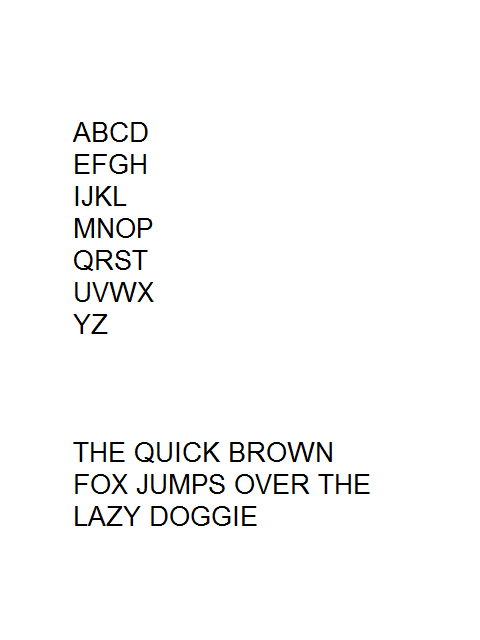 ABCD
EFGH
IJKL
MNOP
QRST
UVWX
YZ
THE QUICK BROWN
FOX JUMPS OVER THE
LAZY DOGGIE